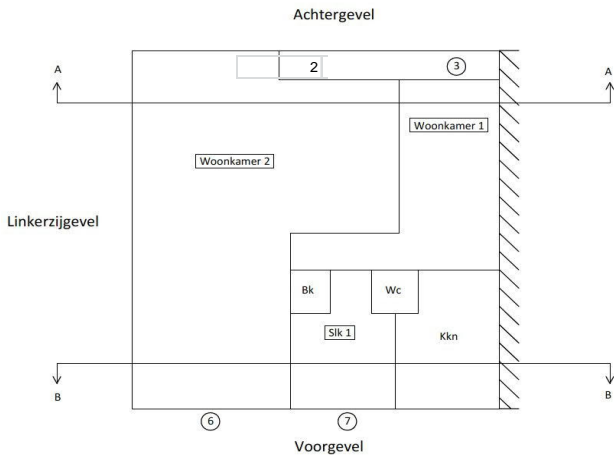 Achtergevel
2
3
A
A
Woonkamer 1
Woonkamer 2
Linkerzijgevel
Bk
Wc
Slk 1
Kkn
B
B
6
7
Voorgevel